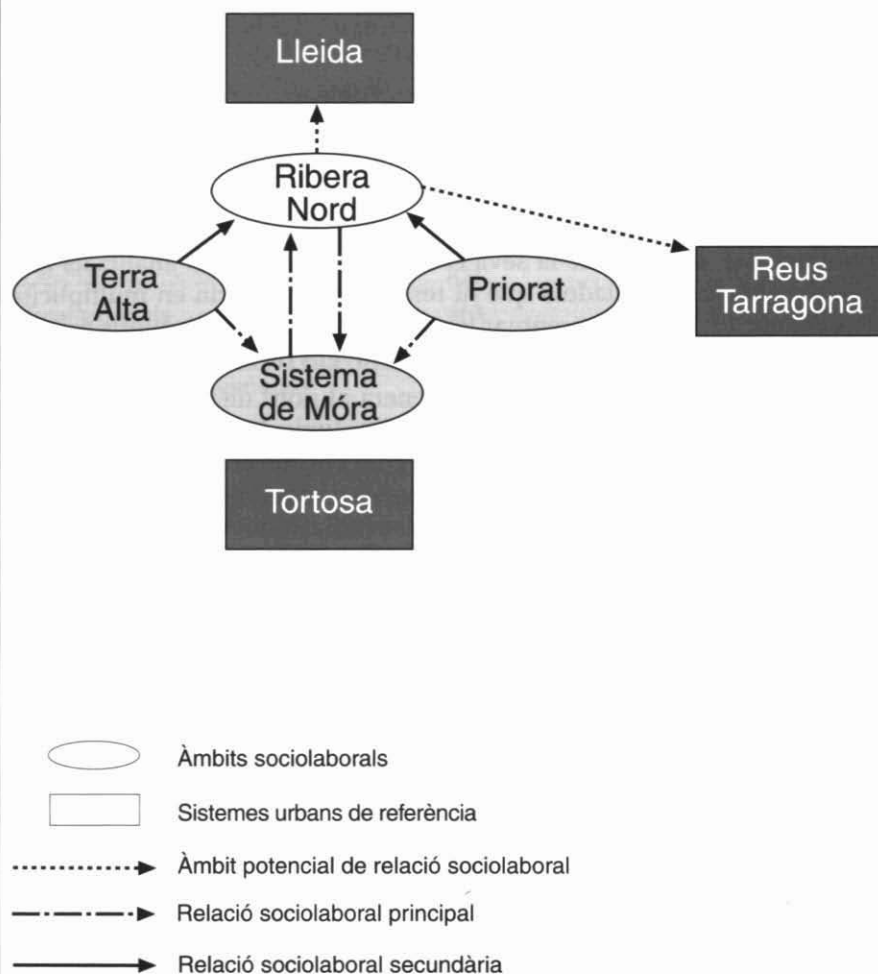 Lleida
Ribera
Nord
Terra
Alta
Priorat
Reus
Tarragona
Sistema
de Móra
Tortosa
Àmbits sociolaborals
Sistemes urbans de referència
Àmbit potencial de relació sociolaboral
Relació sociolaboral principal
Relació sociolaboral secundària